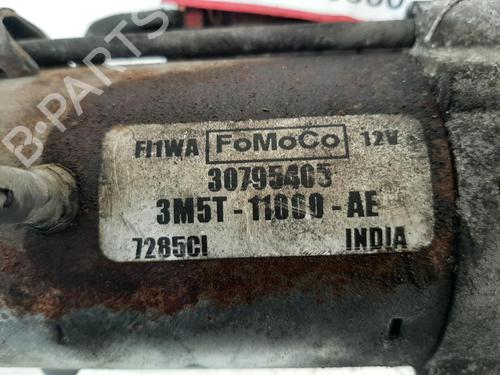 FI1WA FoMoCo 12V
30795403
3M5T-11000-AE
7285CI INDIA
B-PARTS